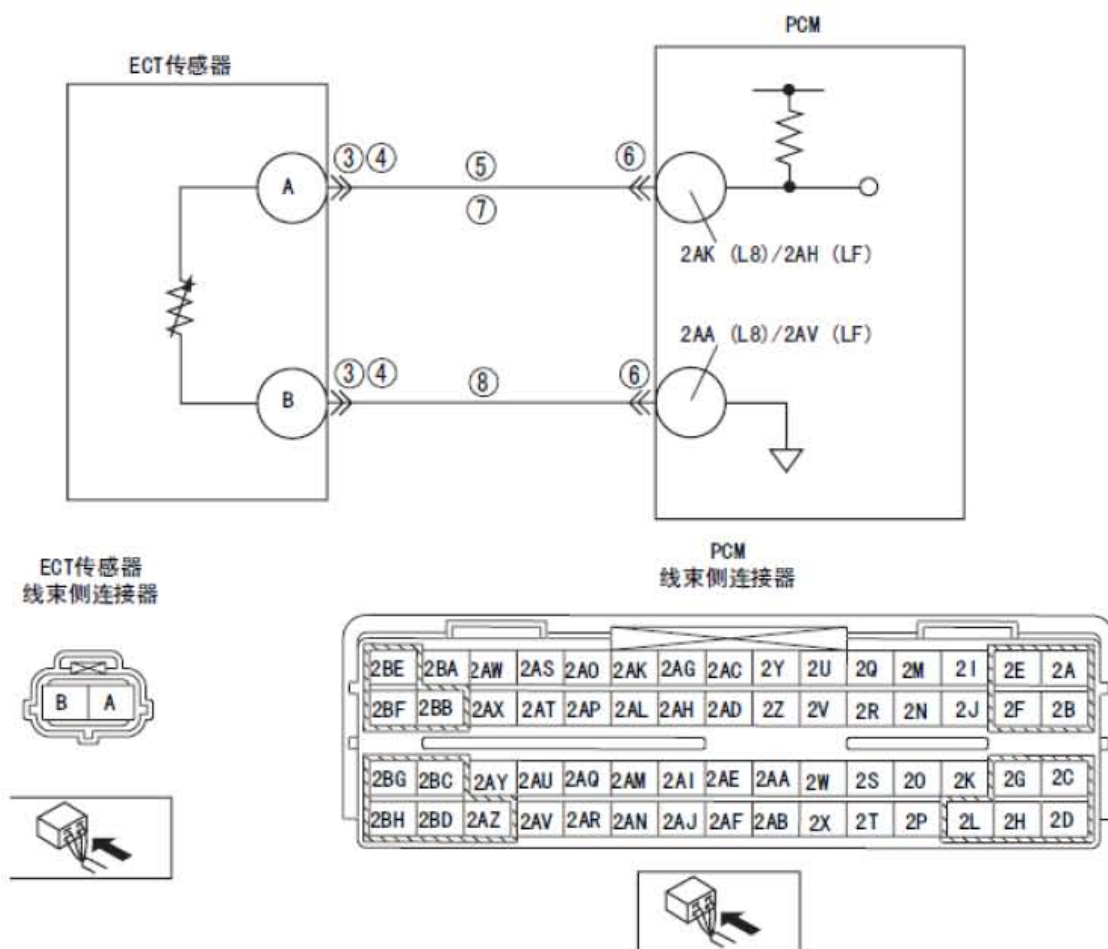 PCM
ECT传感器
③④ ⑤ ⑥
A
⑦
2AK (L8)/2AH (LF)
2AA (L8)/2AV (LF)
③④ ⑧ ⑥
B
ECT传感器
线束侧连接器
PCM
线束侧连接器
B A
2BE 2BA 2AW 2AS 2AO 2AK 2AG 2AC 2Y 2U 2Q 2M 2I 2E 2A
2BF 2BB 2AX 2AT 2AP 2AL 2AH 2AD 2Z 2V 2R 2N 2J 2F 2B
2BG 2BC 2AY 2AU 2AQ 2AM 2AI 2AE 2AA 2W 2S 2O 2K 2G 2C
2BH 2BD 2AZ 2AV 2AR 2AN 2AJ 2AF 2AB 2X 2T 2P 2L 2H 2D